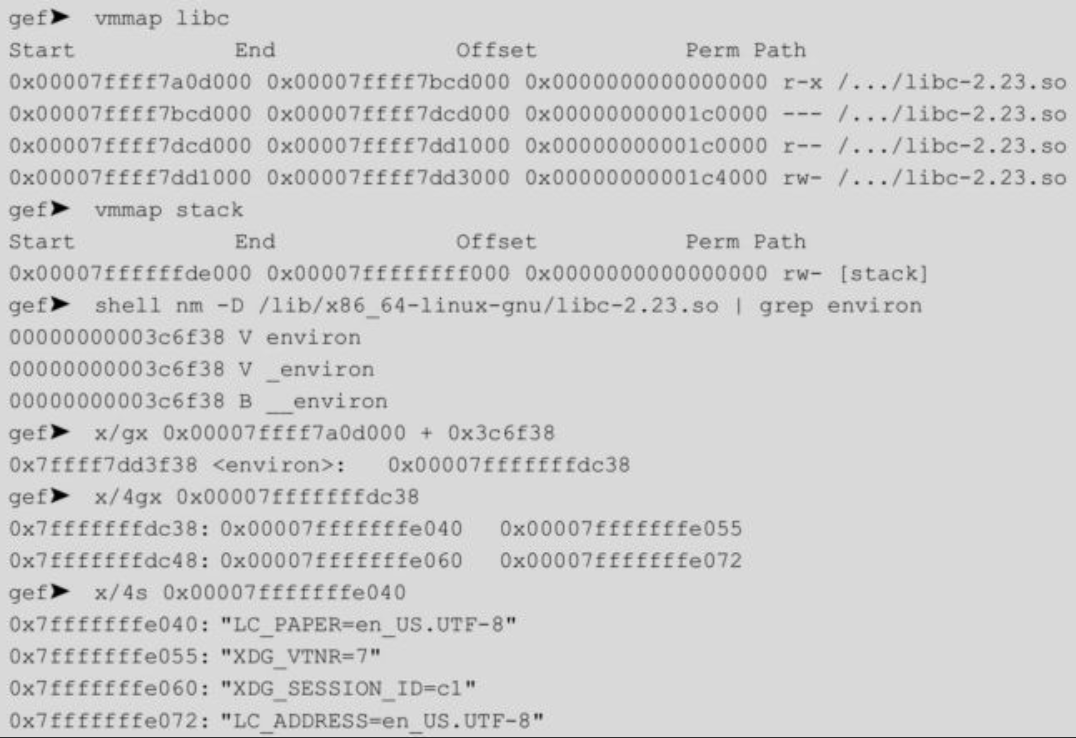 gef➤  vmmap libc
Start              End                Offset             Perm Path
0x00007ffff7a0d000 0x00007ffff7bcd000 0x0000000000000000 r-x /.../libc-2.23.so
0x00007ffff7bcd000 0x00007ffff7dcd000 0x00000000001c0000 --- /.../libc-2.23.so
0x00007ffff7dcd000 0x00007ffff7dd1000 0x00000000001c0000 r-- /.../libc-2.23.so
0x00007ffff7dd1000 0x00007ffff7dd3000 0x00000000001c4000 rw- /.../libc-2.23.so
gef➤  vmmap stack
Start              End                Offset             Perm Path
0x00007ffffffde000 0x00007ffffffff000 0x0000000000000000 rw- [stack]
gef➤  shell nm -D /lib/x86_64-linux-gnu/libc-2.23.so | grep environ
00000000003c6f38 V environ
00000000003c6f38 V _environ
00000000003c6f38 B __environ
gef➤  x/gx 0x00007ffff7a0d000 + 0x3c6f38
0x7ffff7dd3f38 <environ>:   0x00007fffffffdc38
gef➤  x/4gx 0x00007fffffffdc38
0x7fffffffdc38: 0x00007fffffffe040   0x00007fffffffe055
0x7fffffffdc48: 0x00007fffffffe060   0x00007fffffffe072
gef➤  x/4s 0x00007fffffffe040
0x7fffffffe040: "LC_PAPER=en_US.UTF-8"
0x7fffffffe055: "XDG_VTNR=7"
0x7fffffffe060: "XDG_SESSION_ID=c1"
0x7fffffffe072: "LC_ADDRESS=en_US.UTF-8"